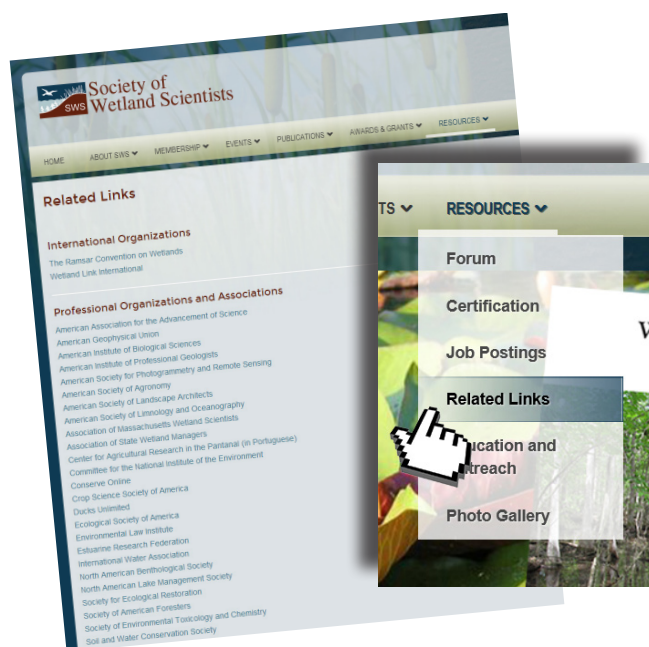 Society of
SWS Wetland Scientists
HOME ABOUT SWS MEMBERSHIP EVENTS PUBLICATIONS AWARDS & GRANTS RESOURCES
Related Links
International Organizations
The Ramsar Convention on Wetlands
Wetland Link International
Professional Organizations and Associations
American Association for the Advancement of Science
American Geophysical Union
American Institute of Biological Sciences
American Institute of Professional Geologists
American Society for Photogrammetry and Remote Sensing
American Society of Agronomy
American Society of Landscape Architects
American Society of Limnology and Oceanography
Association of Massachusetts Wetland Scientists
Association of State Wetland Managers
Center for Agricultural Research in the Pantanal (in Portuguese)
Committee for the National Institute of the Environment
Conserve Online
Crop Science Society of America
Ducks Unlimited
Ecological Society of America
Environmental Law Institute
Estuarine Research Federation
International Water Association
North American Benthological Society
North American Lake Management Society
Society for Ecological Restoration
Society of American Foresters
Society of Environmental Toxicology and Chemistry
Soil and Water Conservation Society
TS RESOURCES
Forum
Certification
Job Postings
Related Links
ucation and
treach
Photo Gallery